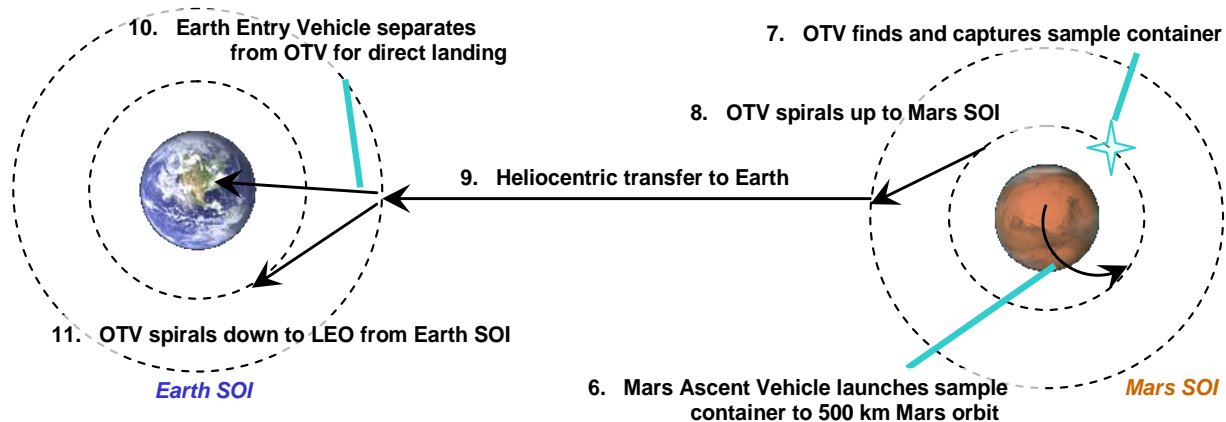 10. Earth Entry Vehicle separates
from OTV for direct landing
7. OTV finds and captures sample container
8. OTV spirals up to Mars SOI
9. Heliocentric transfer to Earth
11. OTV spirals down to LEO from Earth SOI
Earth SOI
6. Mars Ascent Vehicle launches sample
container to 500 km Mars orbit
Mars SOI